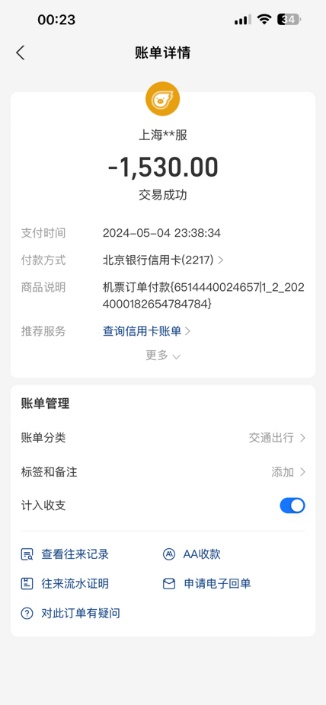 00:23
34
账单详情
上海**服
-1,530.00
交易成功
支付时间 2024-05-04 23:38:34
付款方式 北京银行信用卡(2217)
商品说明 机票订单付款{6514440024657|1_2_202
4000182654784784}
推荐服务 查询信用卡账单
更多
账单管理
账单分类 交通出行
标签和备注 添加
计入收支
查看往来记录 AA收款
往来流水证明 申请电子回单
对此订单有疑问